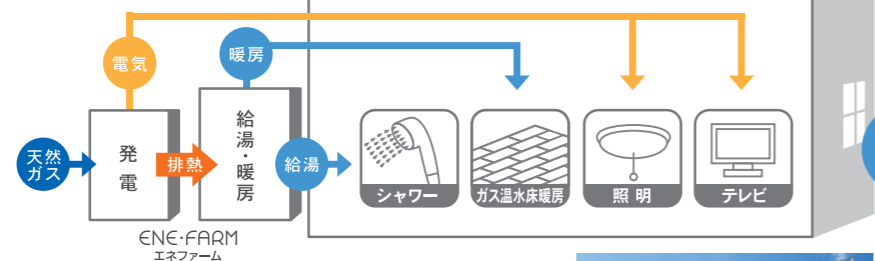 電気
暖房
天然
ガス
発電
排熱
給湯・暖房
給湯
シャワー
ガス温水床暖房
照明
テレビ
ENE・FARM
エネファーム